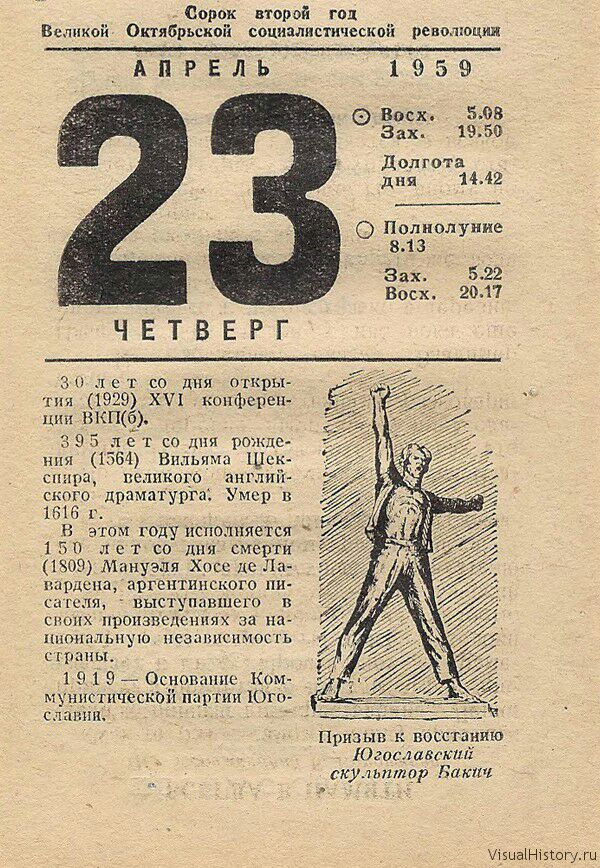 Сорок второй год
Великой Октябрьской социалистической революции
АПРЕЛЬ 1959
23
Восх. 5.08
Зах. 19.50
Долгота
дня 14.42
Полнолуние
8.13
Зах. 5.22
Восх. 20.17
ЧЕТВЕРГ
30 лет со дня откры-
тия (1929) XVI конферен-
ции ВКП(б).
395 лет со дня рожде-
ния (1564) Вильяма Шек-
спира, великого англий-
ского драматурга. Умер в
1616 г.
В этом году исполняется
150 лет со дня смерти
(1809) Мануэля Хосе де Ла-
вардена, аргентинского пи-
сателя, выступавшего в
своих произведениях за на-
циональную независимость
страны.
1919 — Основание Ком-
мунистической партии Юго-
славии.
Призыв к восстанию
Югославский
скульптор Бакич
VisualHistory.ru